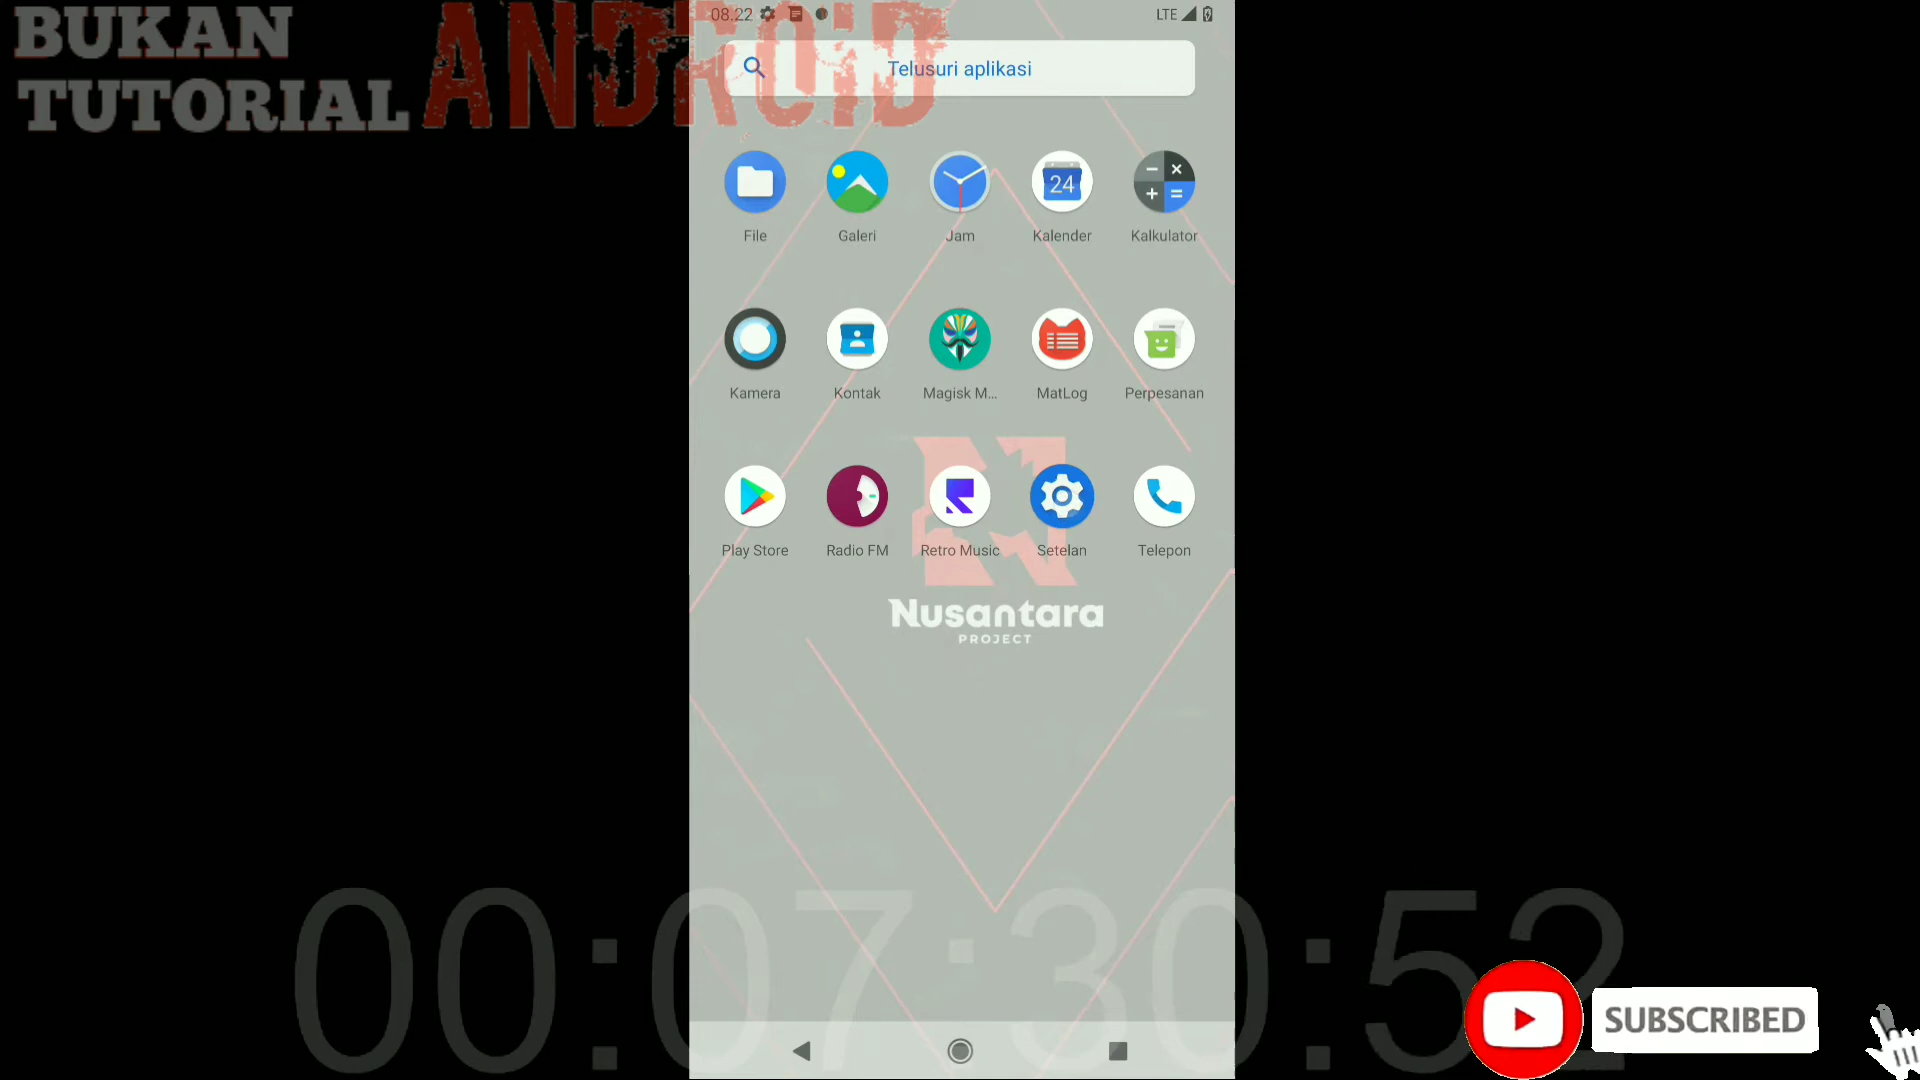 BUKAN
TUTORIAL
ANDROiD
08.22
LTE
Telusuri aplikasi
24
File
Galeri
Jam
Kalender
Kalkulator
Kamera
Kontak
Magisk M...
MatLog
Perpesanan
Play Store
Radio FM
Retro Music
Setelan
Telepon
Nusantara
PROJECT
00:07:30:52
SUBSCRIBED